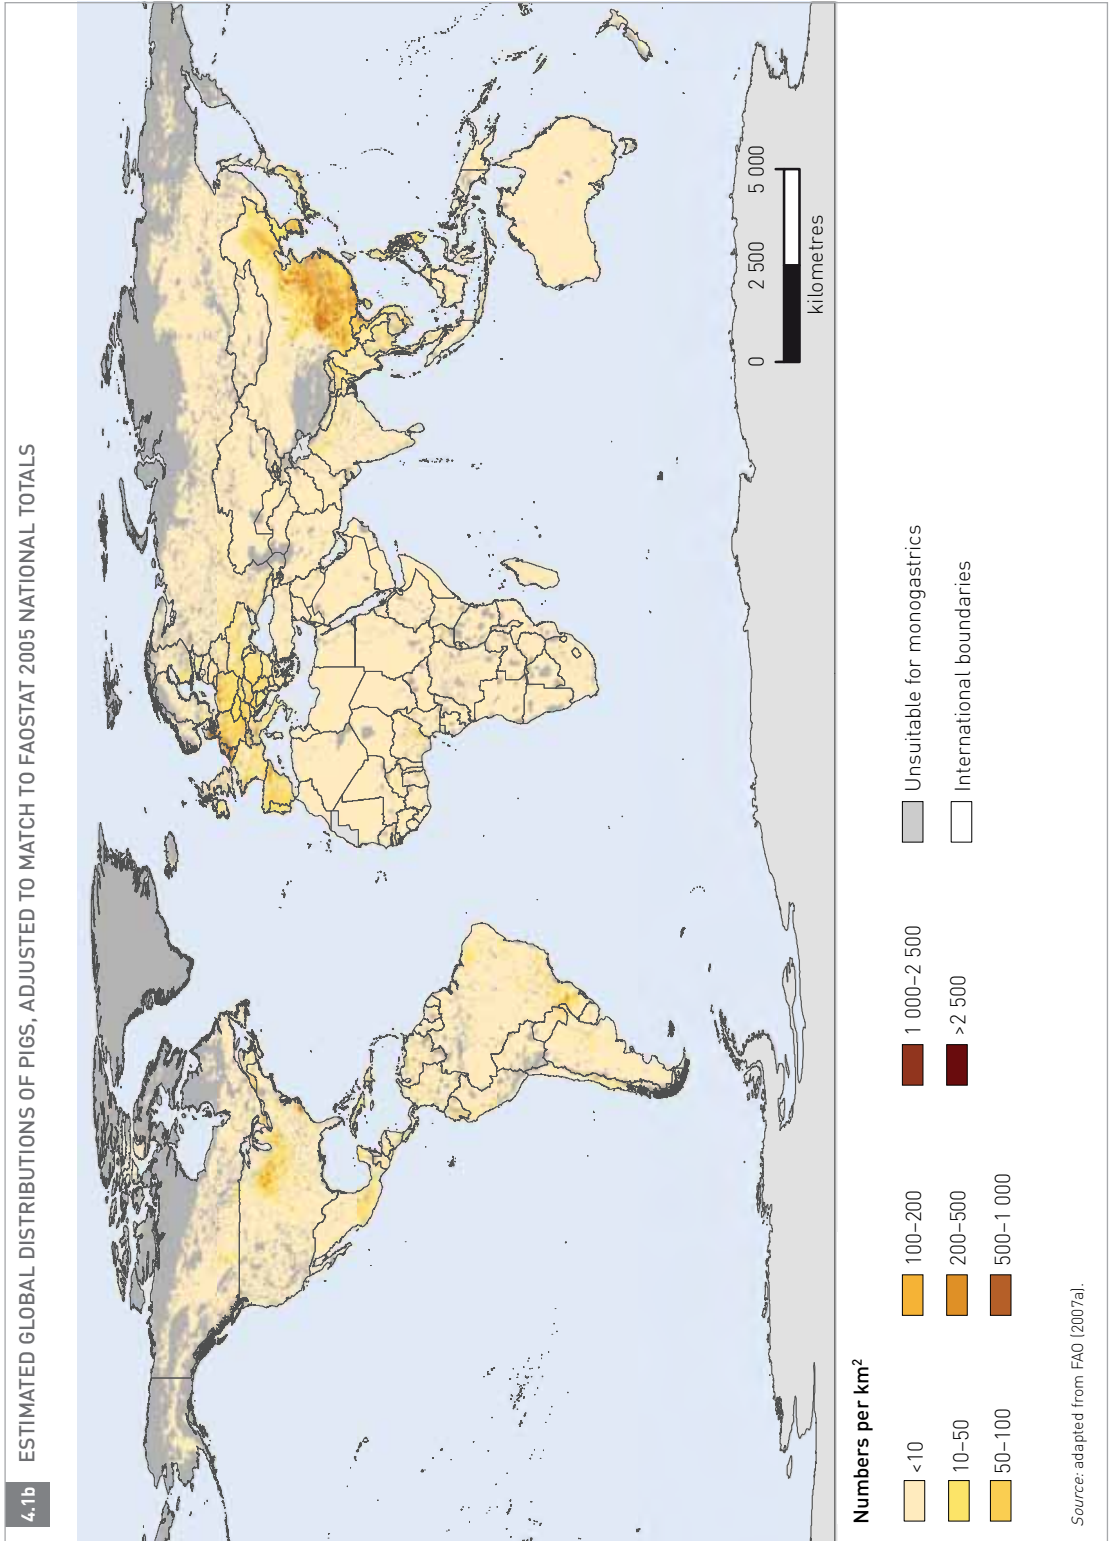 4.1b ESTIMATED GLOBAL DISTRIBUTIONS OF PIGS, ADJUSTED TO MATCH TO FAOSTAT 2005 NATIONAL TOTALS
0 2 500 5 000
kilometres
Numbers per km²
<10
10–50
50–100
100–200
200–500
500–1 000
1 000–2 500
>2 500
Unsuitable for monogastrics
International boundaries
Source: adapted from FAO (2007a).